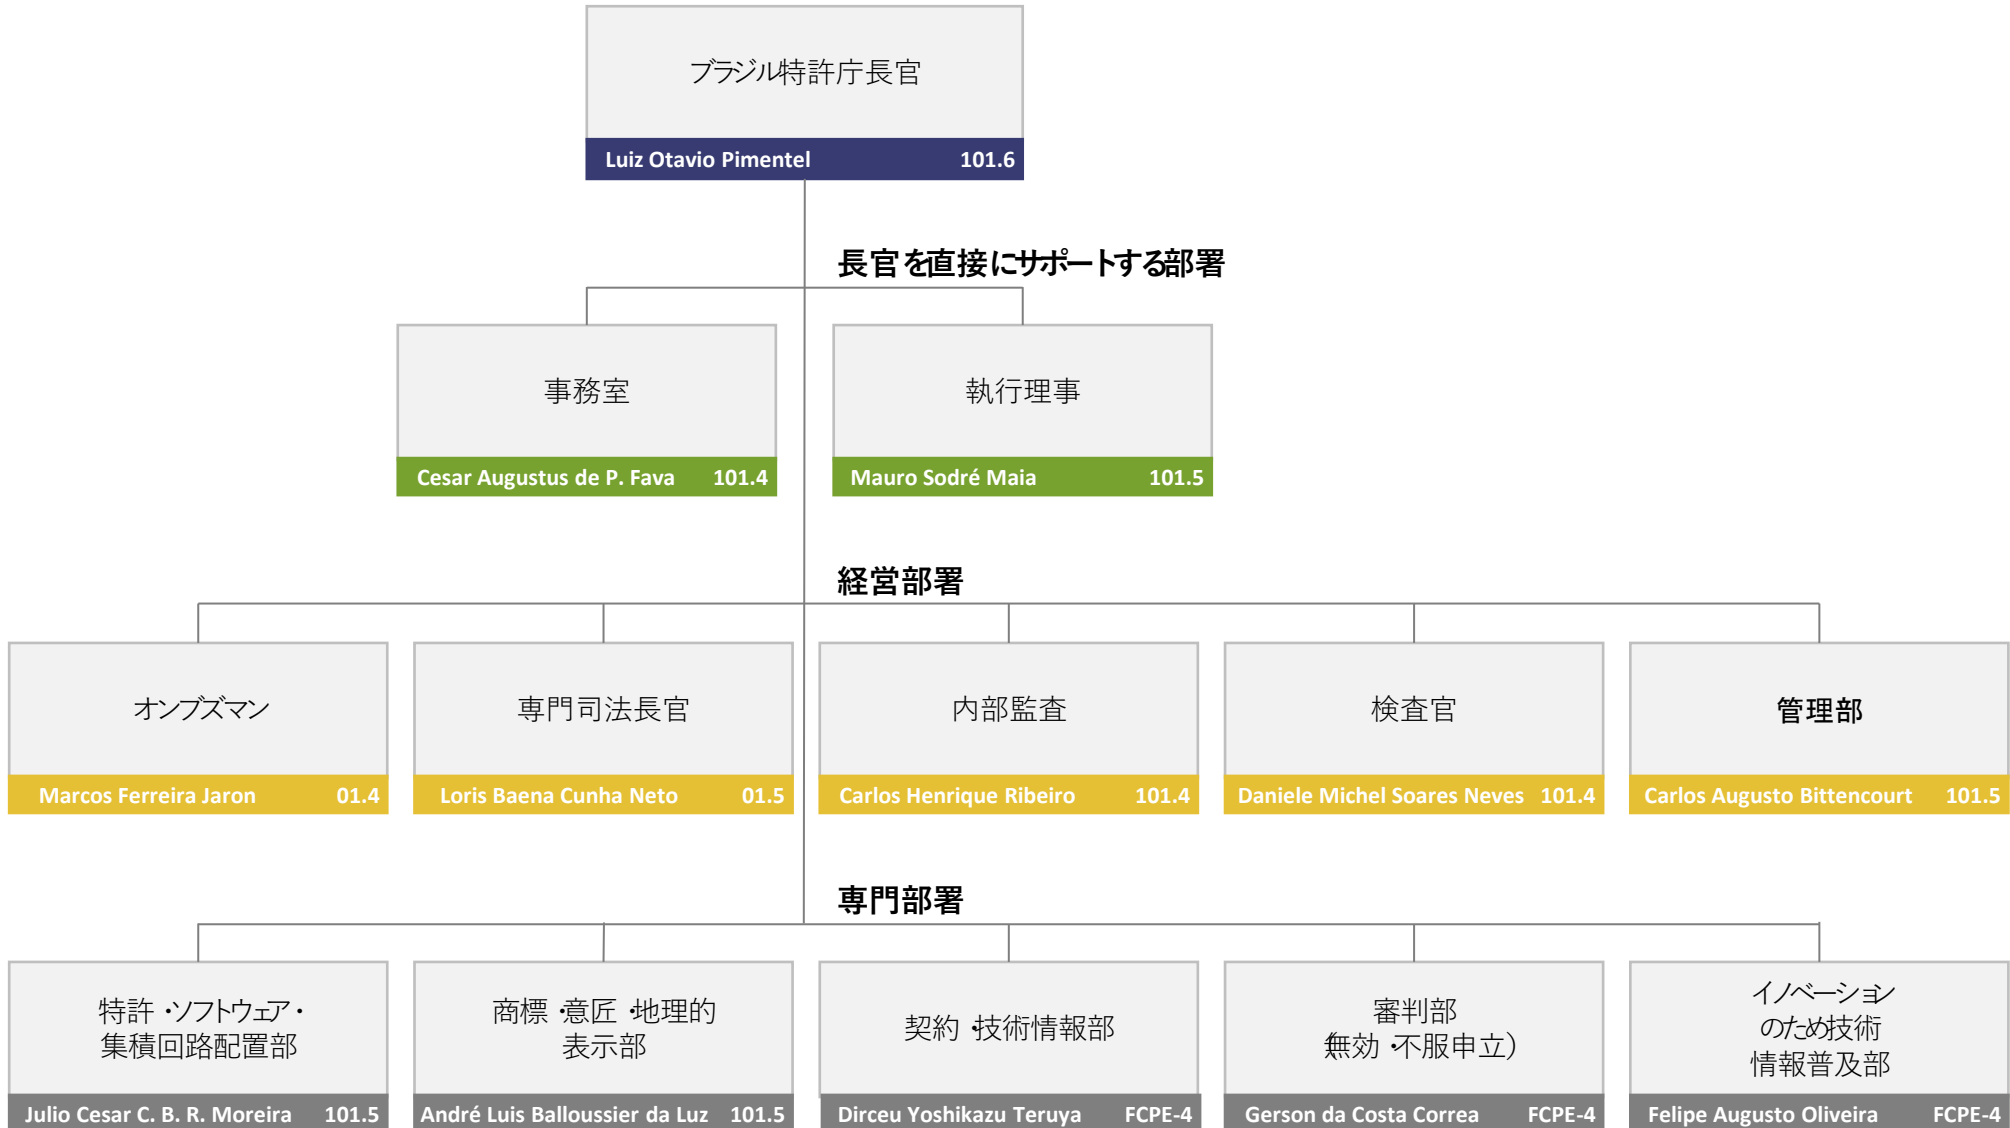 ブラジル特許庁長官
Luiz Otavio Pimentel 101.6
長官を直接にサポートする部署
事務室
Cesar Augustus de P. Fava 101.4
執行理事
Mauro Sodré Maia 101.5
経営部署
オンブズマン
Marcos Ferreira Jaron 01.4
専門司法長官
Loris Baena Cunha Neto 01.5
内部監査
Carlos Henrique Ribeiro 101.4
検査官
Daniele Michel Soares Neves 101.4
管理部
Carlos Augusto Bittencourt 101.5
専門部署
特許・ソフトウェア・
集積回路配置部
Julio Cesar C. B. R. Moreira 101.5
商標・意匠・地理的
表示部
André Luis Balloussier da Luz 101.5
契約・技術情報部
Dirceu Yoshikazu Teruya FCPE-4
審判部
(無効・不服申立)
Gerson da Costa Correa FCPE-4
イノベーション
のため技術
情報普及部
Felipe Augusto Oliveira FCPE-4